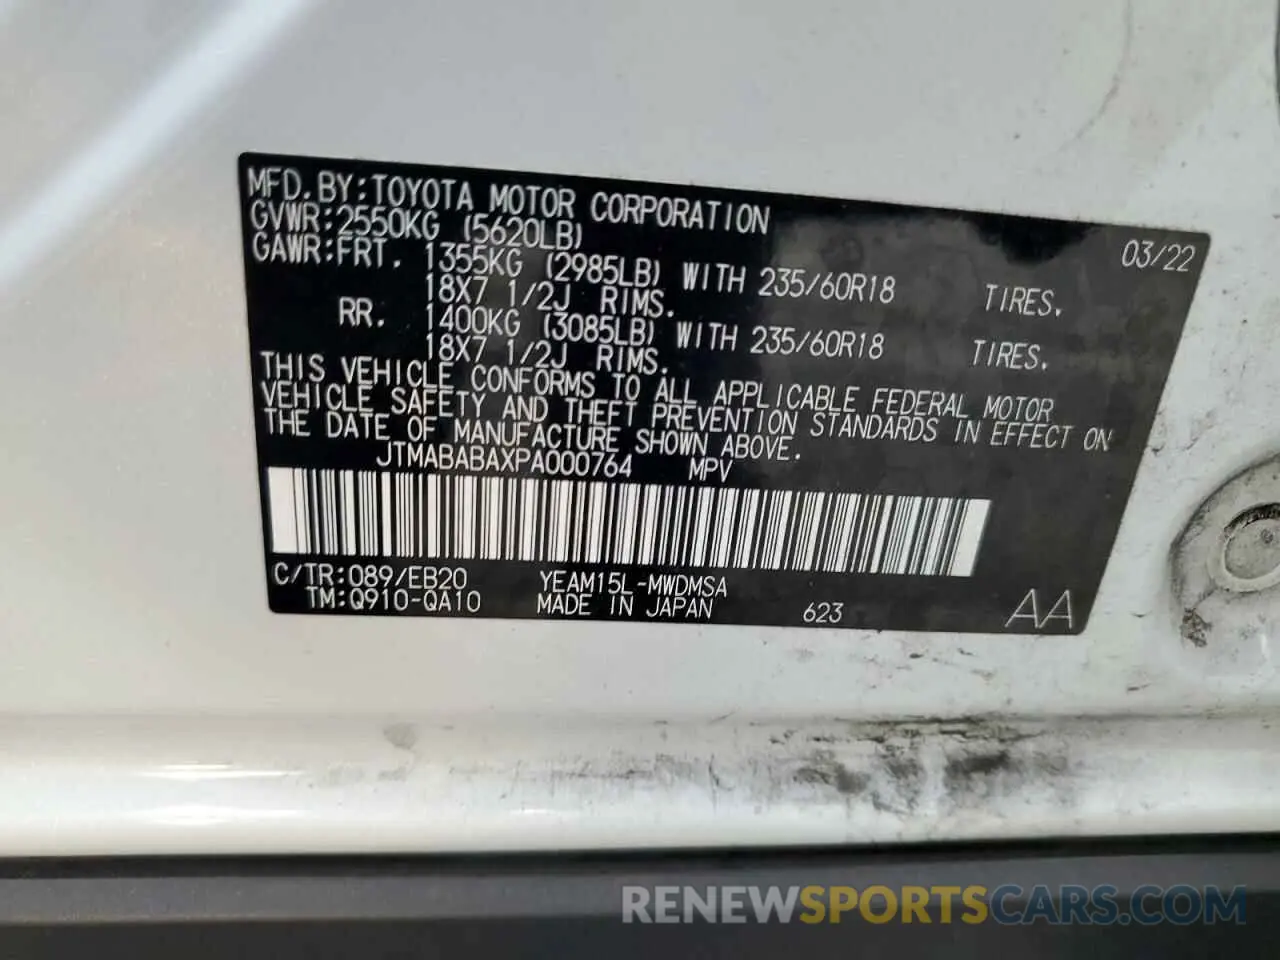 MFD.BY:TOYOTA MOTOR CORPORATION
03/22
GVWR:2550KG (5620LB)
GAWR:FRT. 1355KG (2985LB) WITH 235/60R18 TIRES.
18X7 1/2J RIMS.
RR. 1400KG (3085LB) WITH 235/60R18 TIRES.
18X7 1/2J RIMS.
THIS VEHICLE CONFORMS TO ALL APPLICABLE FEDERAL MOTOR
VEHICLE SAFETY AND THEFT PREVENTION STANDARDS IN EFFECT ON
THE DATE OF MANUFACTURE SHOWN ABOVE.
JTMABABAXPA000764 MPV
C/TR:089/EB20 YEAM15L-MWDMSA
TM:Q910-QA10 MADE IN JAPAN 623 AA
RENEWSPORTSCARS.COM